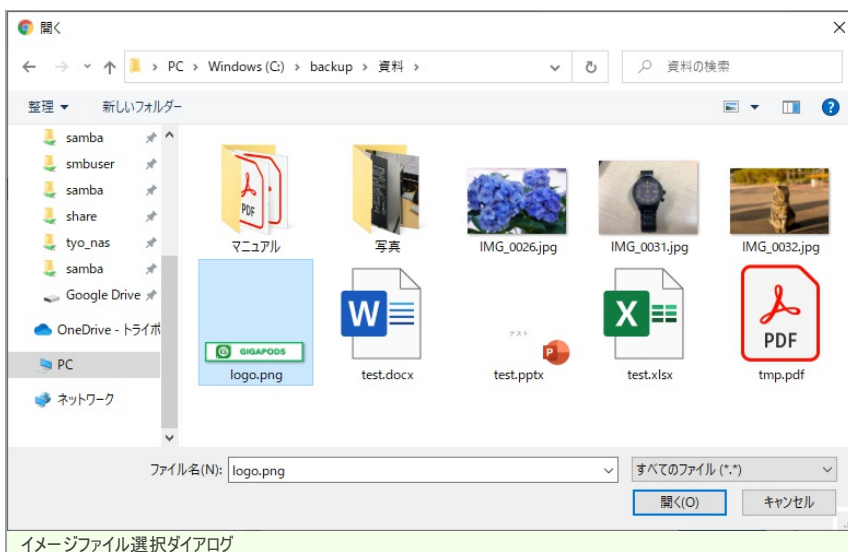 開く
PC > Windows (C:) > backup > 資料 >
資料の検索
整理
新しいフォルダー
samba
smbuser
samba
share
tyo_nas
samba
Google Drive
OneDrive - トライポ
PC
ネットワーク
PDF
マニュアル
写真
IMG_0026.jpg
IMG_0031.jpg
IMG_0032.jpg
G GIGAPODS
logo.png
W
test.docx
テスト
P
test.pptx
X
test.xlsx
PDF
tmp.pdf
ファイル名(N):
logo.png
すべてのファイル (*.*)
開く(O)
キャンセル
イメージファイル選択ダイアログ